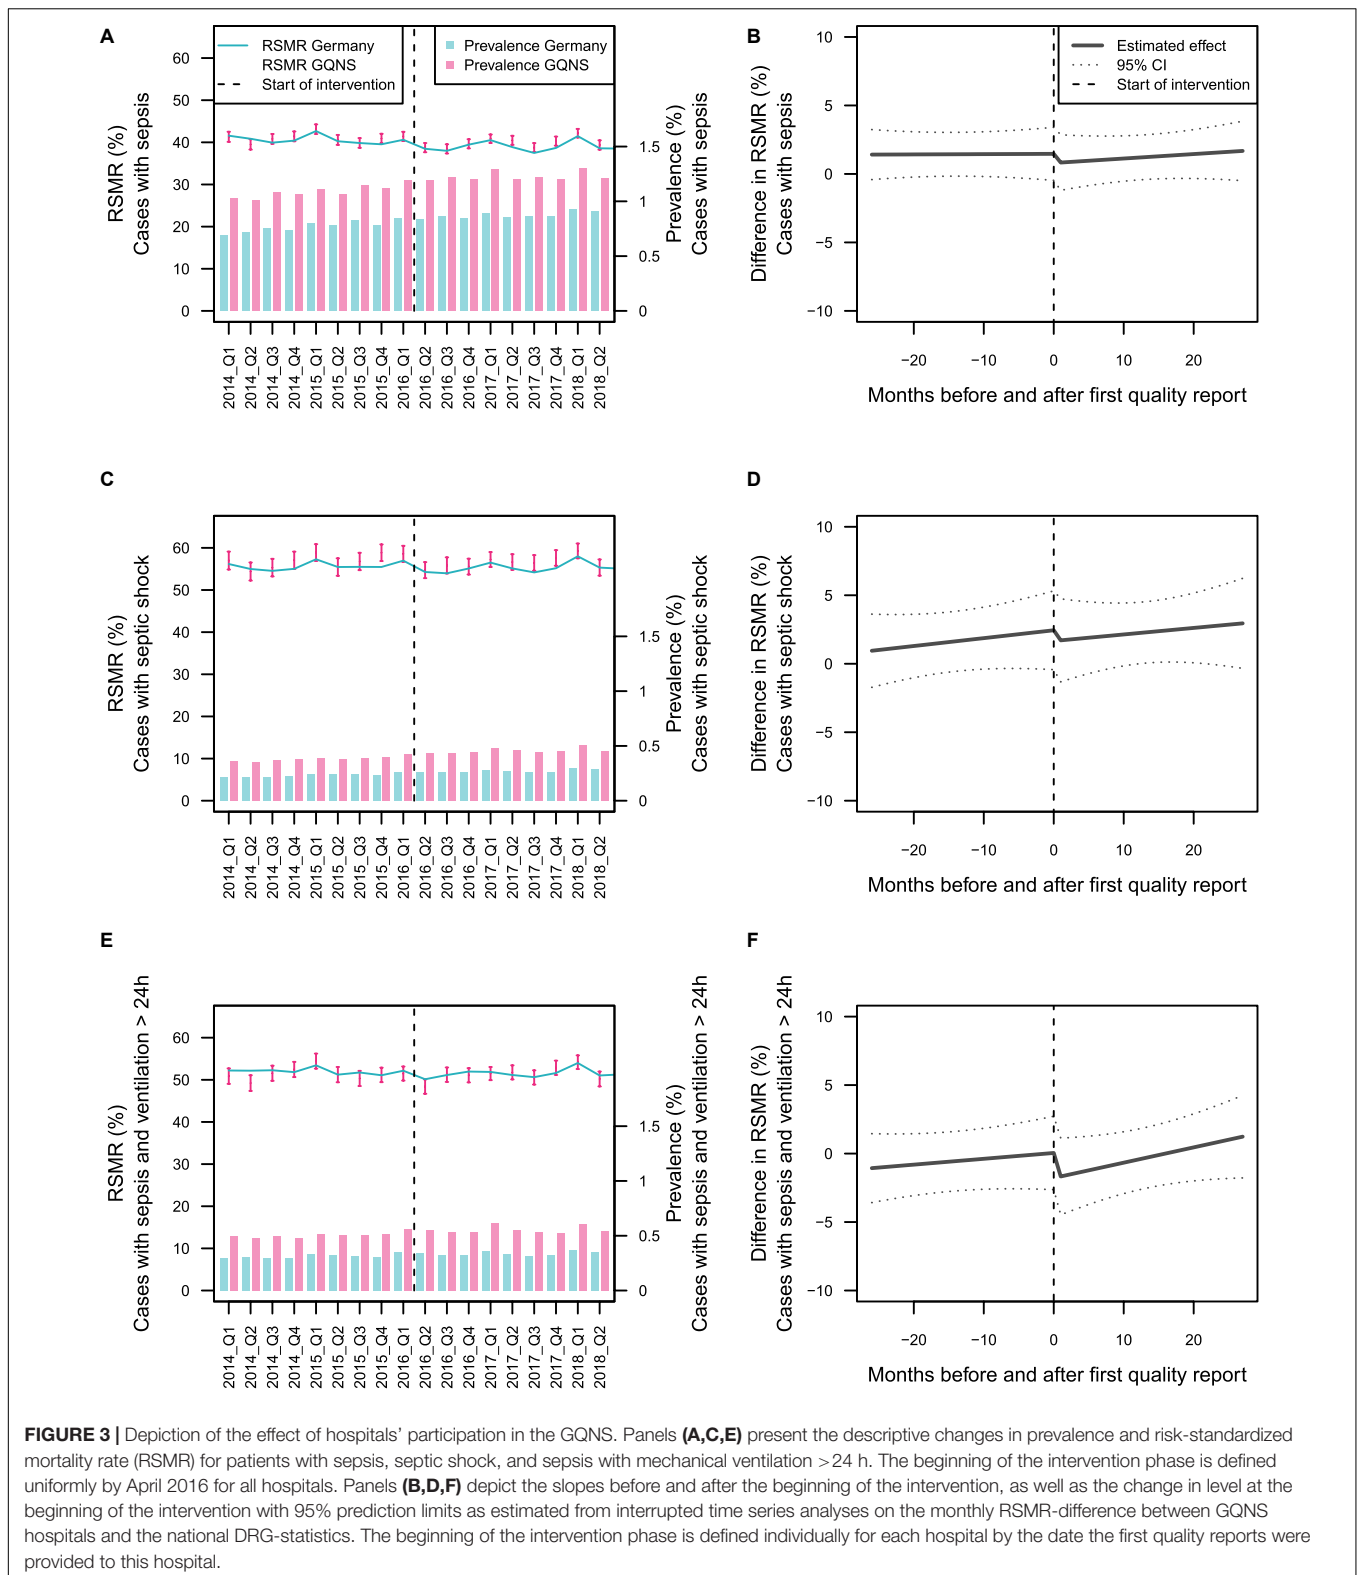 A
RSMR Germany
RSMR GQNS
Start of intervention
Prevalence Germany
Prevalence GQNS
RSMR (%)
Cases with sepsis
60
50
40
30
20
10
0
1.5
1
0.5
0
Prevalence (%)
Cases with sepsis
2014_Q1
2014_Q2
2014_Q3
2014_Q4
2015_Q1
2015_Q2
2015_Q3
2015_Q4
2016_Q1
2016_Q2
2016_Q3
2016_Q4
2017_Q1
2017_Q2
2017_Q3
2017_Q4
2018_Q1
2018_Q2
B
Estimated effect
95% CI
Start of intervention
Difference in RSMR (%)
Cases with sepsis
10
5
0
−5
−10
−20
−10
0
10
20
Months before and after first quality report
C
RSMR (%)
Cases with septic shock
60
50
40
30
20
10
0
1.5
1
0.5
0
Prevalence (%)
Cases with septic shock
2014_Q1
2014_Q2
2014_Q3
2014_Q4
2015_Q1
2015_Q2
2015_Q3
2015_Q4
2016_Q1
2016_Q2
2016_Q3
2016_Q4
2017_Q1
2017_Q2
2017_Q3
2017_Q4
2018_Q1
2018_Q2
D
Difference in RSMR (%)
Cases with septic shock
10
5
0
−5
−10
−20
−10
0
10
20
Months before and after first quality report
E
RSMR (%)
Cases with sepsis and ventilation > 24h
60
50
40
30
20
10
0
1.5
1
0.5
0
Prevalence (%)
Cases with sepsis and ventilation > 24h
2014_Q1
2014_Q2
2014_Q3
2014_Q4
2015_Q1
2015_Q2
2015_Q3
2015_Q4
2016_Q1
2016_Q2
2016_Q3
2016_Q4
2017_Q1
2017_Q2
2017_Q3
2017_Q4
2018_Q1
2018_Q2
F
Difference in RSMR (%)
Cases with sepsis and ventilation > 24h
10
5
0
−5
−10
−20
−10
0
10
20
Months before and after first quality report
FIGURE 3 | Depiction of the effect of hospitals' participation in the GQNS. Panels (A,C,E) present the descriptive changes in prevalence and risk-standardized
mortality rate (RSMR) for patients with sepsis, septic shock, and sepsis with mechanical ventilation >24 h. The beginning of the intervention phase is defined
uniformly by April 2016 for all hospitals. Panels (B,D,F) depict the slopes before and after the beginning of the intervention, as well as the change in level at the
beginning of the intervention with 95% prediction limits as estimated from interrupted time series analyses on the monthly RSMR-difference between GQNS
hospitals and the national DRG-statistics. The beginning of the intervention phase is defined individually for each hospital by the date the first quality reports were
provided to this hospital.